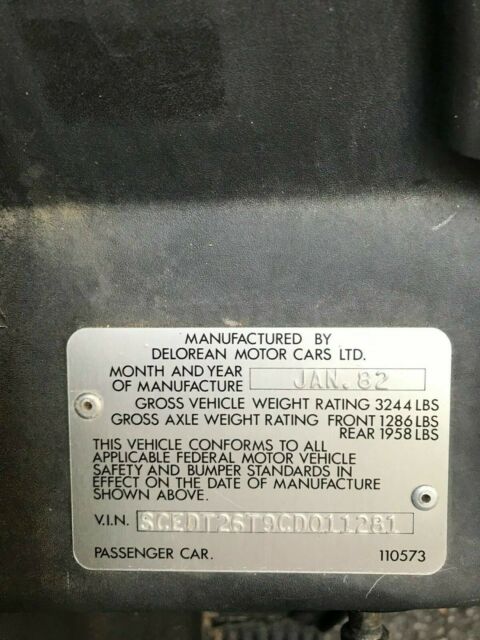 MANUFACTURED BY
DELOREAN MOTOR CARS LTD.
MONTH AND YEAR
OF MANUFACTURE JAN. 82
GROSS VEHICLE WEIGHT RATING 3244 LBS
GROSS AXLE WEIGHT RATING FRONT 1286 LBS
REAR 1958 LBS
THIS VEHICLE CONFORMS TO ALL
APPLICABLE FEDERAL MOTOR VEHICLE
SAFETY AND BUMPER STANDARDS IN
EFFECT ON THE DATE OF MANUFACTURE
SHOWN ABOVE.
V.I.N. SCEDT26T9CD011281
PASSENGER CAR. 110573